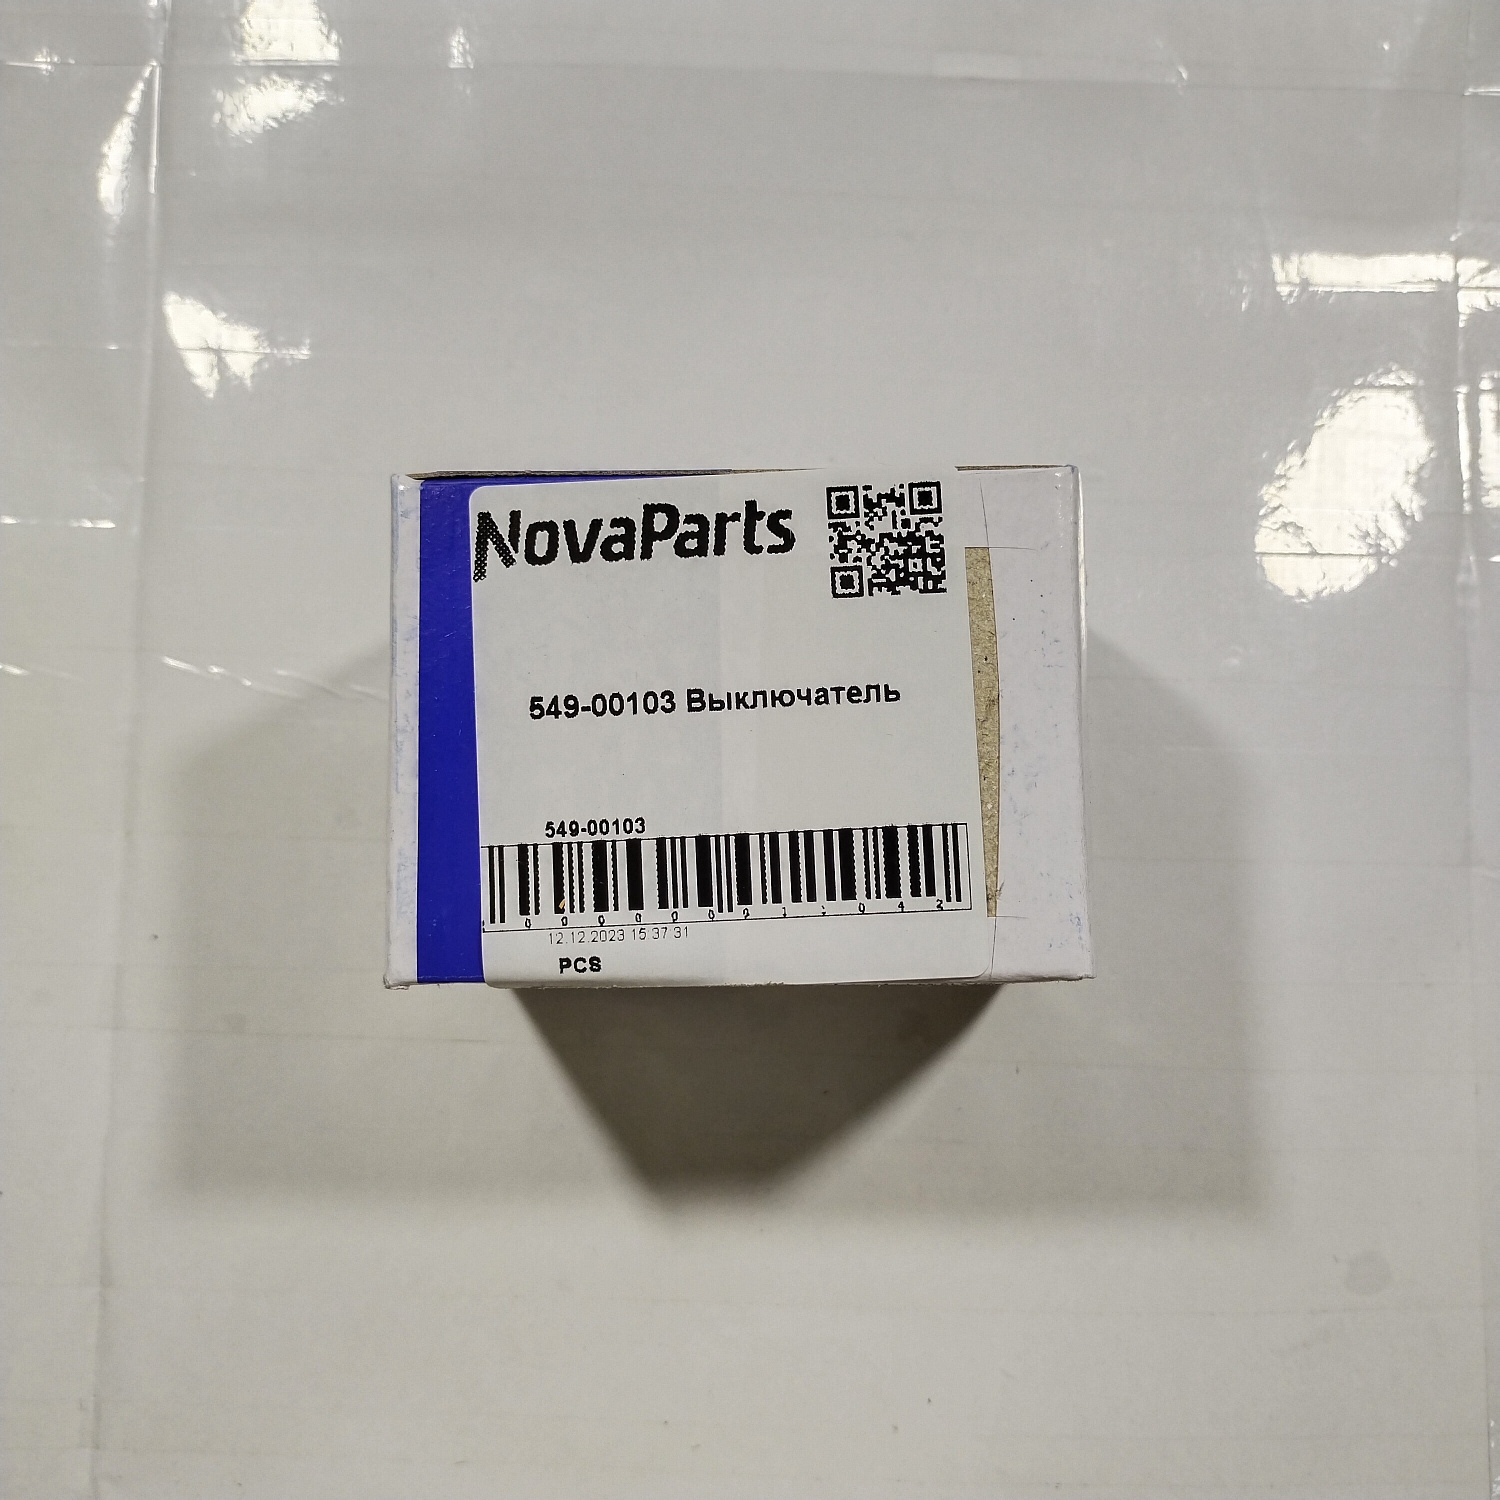 NovaParts
549-00103 Выключатель
549-00103
12.12.2023 15 37 31
PCS